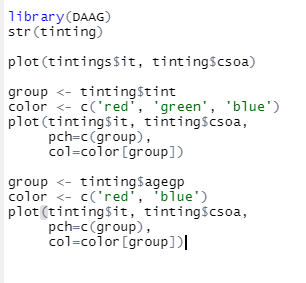 library(DAAG)
str(tinting)
plot(tintings$it, tinting$csoa)
group <- tinting$tint
color <- c('red', 'green', 'blue')
plot(tinting$it, tinting$csoa,
pch=c(group),
col=color[group])
group <- tinting$agegp
color <- c('red', 'blue')
plot(tinting$it, tinting$csoa,
pch=c(group),
col=color[group])